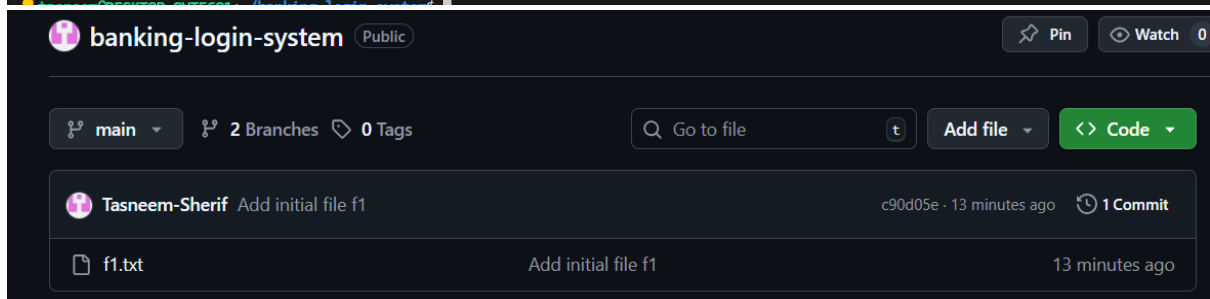 banking-login-system Public Pin Watch 0
main 2 Branches 0 Tags Go to file t Add file <> Code
Tasneem-Sherif Add initial file f1 c90d05e · 13 minutes ago 1 Commit
f1.txt Add initial file f1 13 minutes ago